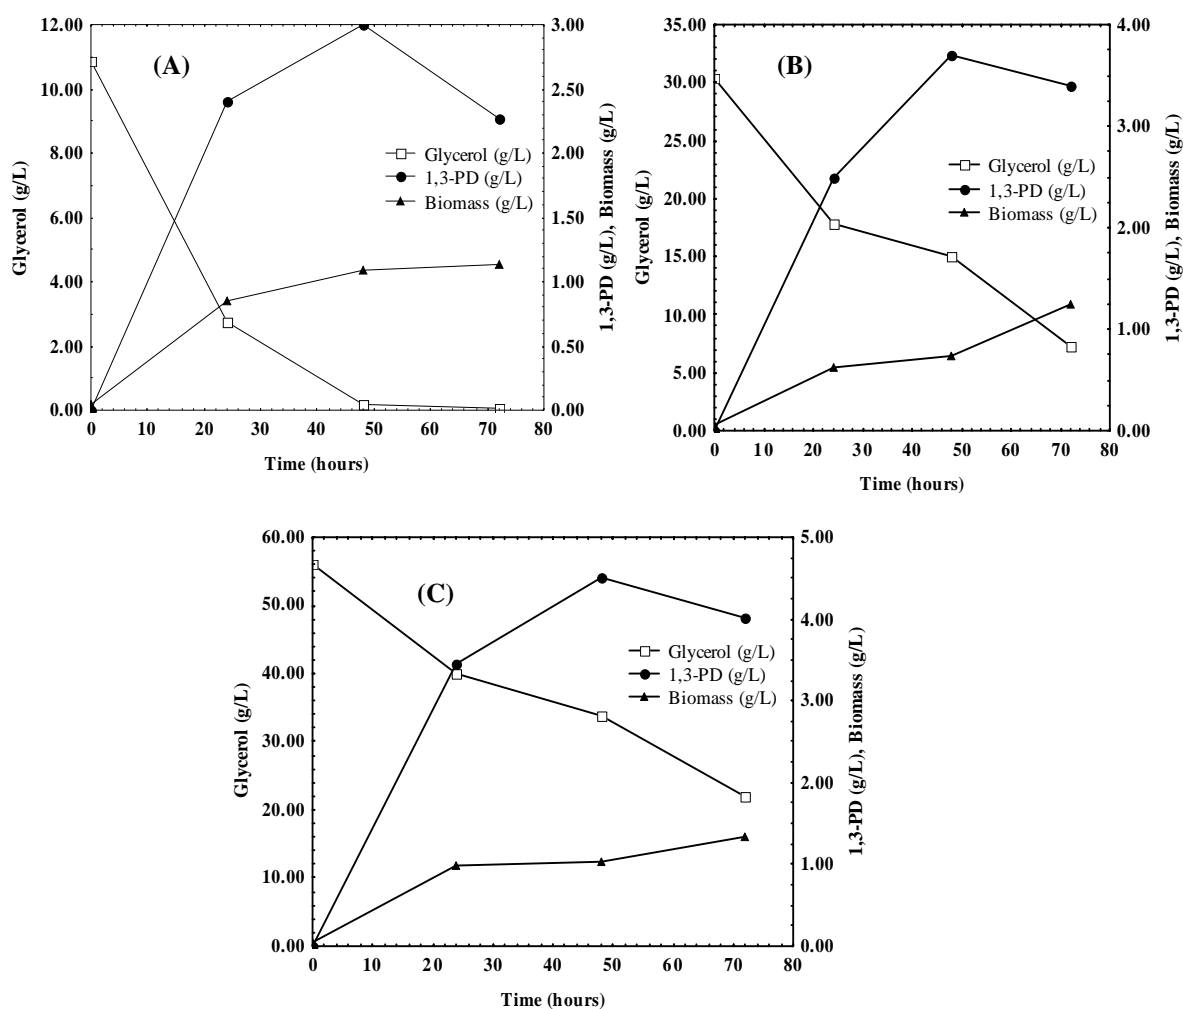 (A)
12.00
10.00
8.00
6.00
4.00
2.00
0.00
3.00
2.50
2.00
1.50
1.00
0.50
0.00
Glycerol (g/L)
1,3-PD (g/L)
Biomass (g/L)
Glycerol (g/L)
1,3-PD (g/L), Biomass (g/L)
0 10 20 30 40 50 60 70 80
Time (hours)
(B)
35.00
30.00
25.00
20.00
15.00
10.00
5.00
0.00
4.00
3.00
2.00
1.00
0.00
Glycerol (g/L)
1,3-PD (g/L)
Biomass (g/L)
Glycerol (g/L)
1,3-PD (g/L), Biomass (g/L)
0 10 20 30 40 50 60 70 80
Time (hours)
(C)
60.00
50.00
40.00
30.00
20.00
10.00
0.00
5.00
4.00
3.00
2.00
1.00
0.00
Glycerol (g/L)
1,3-PD (g/L)
Biomass (g/L)
Glycerol (g/L)
1,3-PD (g/L), Biomass (g/L)
0 10 20 30 40 50 60 70 80
Time (hours)